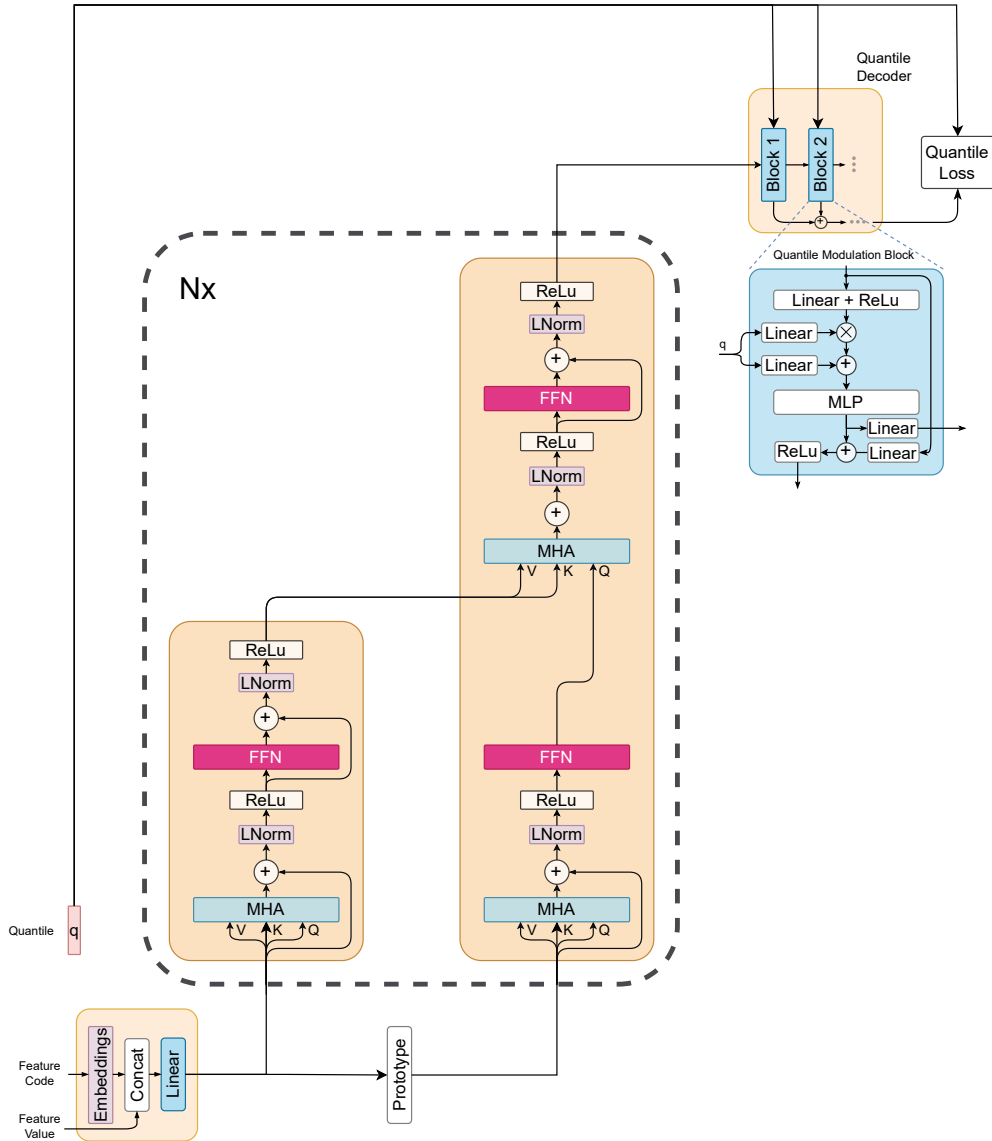 Quantile
Decoder
Block 1
Block 2
Quantile
Loss
Quantile Modulation Block
Linear + ReLu
q
Linear
Linear
MLP
Linear
ReLu
Linear
Nx
ReLu
LNorm
FFN
ReLu
LNorm
MHA
V
K
Q
ReLu
LNorm
FFN
ReLu
LNorm
MHA
V
K
Q
FFN
ReLu
LNorm
MHA
V
K
Q
Quantile
q
Feature
Code
Feature
Value
Embeddings
Concat
Linear
Prototype